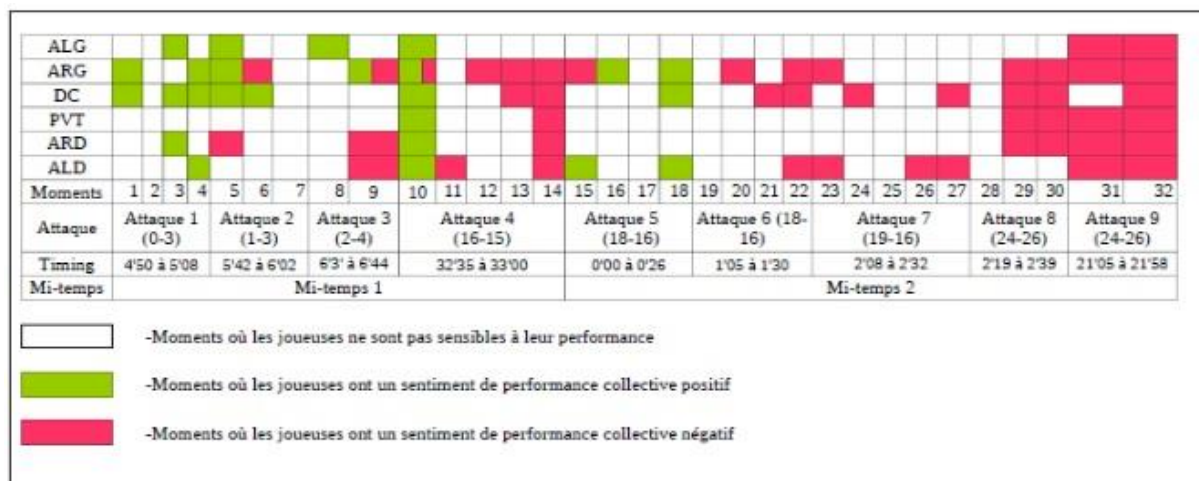 ALG
ARG
DC
PVT
ARD
ALD
Moments 1 2 3 4 5 6 7 8 9 10 11 12 13 14 15 16 17 18 19 20 21 22 23 24 25 26 27 28 29 30 31 32
Attaque Attaque 1 (0-3) Attaque 2 (1-3) Attaque 3 (2-4) Attaque 4 (16-15) Attaque 5 (18-16) Attaque 6 (18-16) Attaque 7 (19-16) Attaque 8 (24-26) Attaque 9 (24-26)
Timing 4'50 à 5'08 5'42 à 6'02 6'3' à 6'44 32'35 à 33'00 0'00 à 0'26 1'05 à 1'30 2'08 à 2'32 2'19 à 2'39 21'05 à 21'58
Mi-temps Mi-temps 1 Mi-temps 2
-Moments où les joueuses ne sont pas sensibles à leur performance
-Moments où les joueuses ont un sentiment de performance collective positif
-Moments où les joueuses ont un sentiment de performance collective négatif